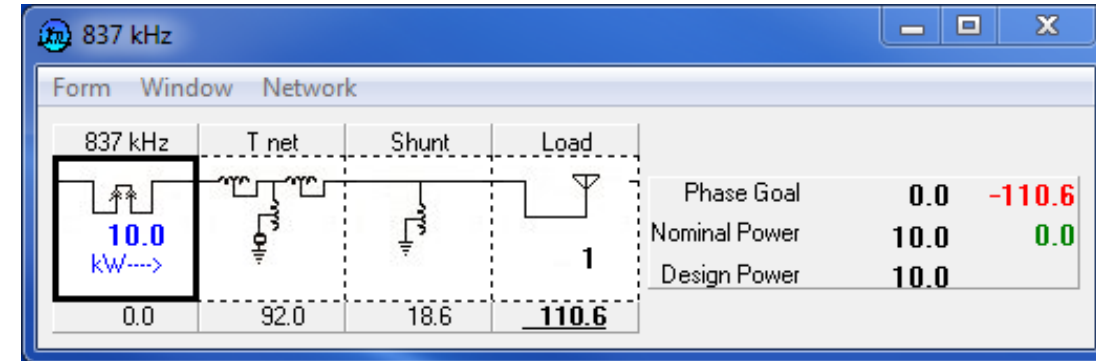 837 kHz
Form Window Network
837 kHz T net Shunt Load
10.0
kW---->
1
0.0 92.0 18.6 110.6
Phase Goal 0.0 -110.6
Nominal Power 10.0 0.0
Design Power 10.0